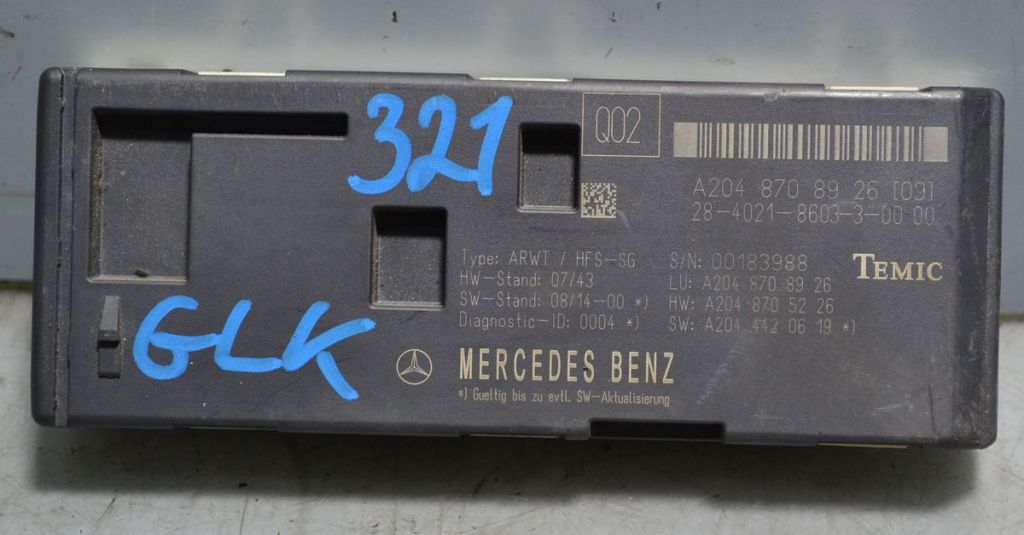 321
Q02
A204 870 89 26 [09]
28-4021-8603-3-00 00
Type: ARWT / HFS-SG
HW-Stand: 07/43
SW-Stand: 08/14-00 *)
Diagnostic-ID: 0004 *)
S/N: 00183988
LU: A204 870 89 26
HW: A204 870 52 26
SW: A204 442 06 19 *)
TEMIC
GLK
MERCEDES BENZ
*) Gueltig bis zu evtl. SW-Aktualisierung